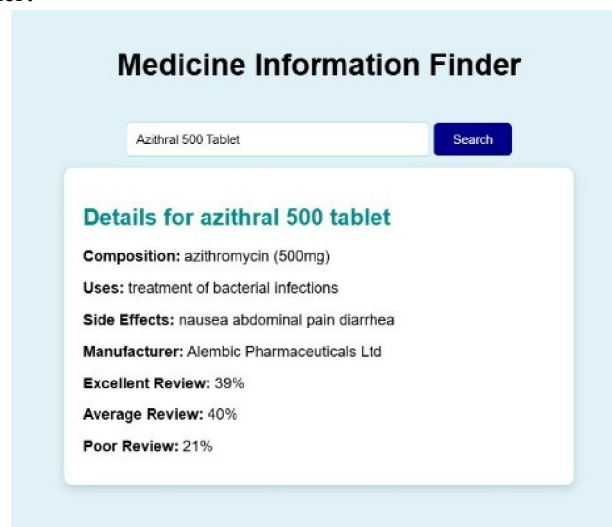 Medicine Information Finder
Azithral 500 Tablet
Search
Details for azithral 500 tablet
Composition: azithromycin (500mg)
Uses: treatment of bacterial infections
Side Effects: nausea abdominal pain diarrhea
Manufacturer: Alembic Pharmaceuticals Ltd
Excellent Review: 39%
Average Review: 40%
Poor Review: 21%